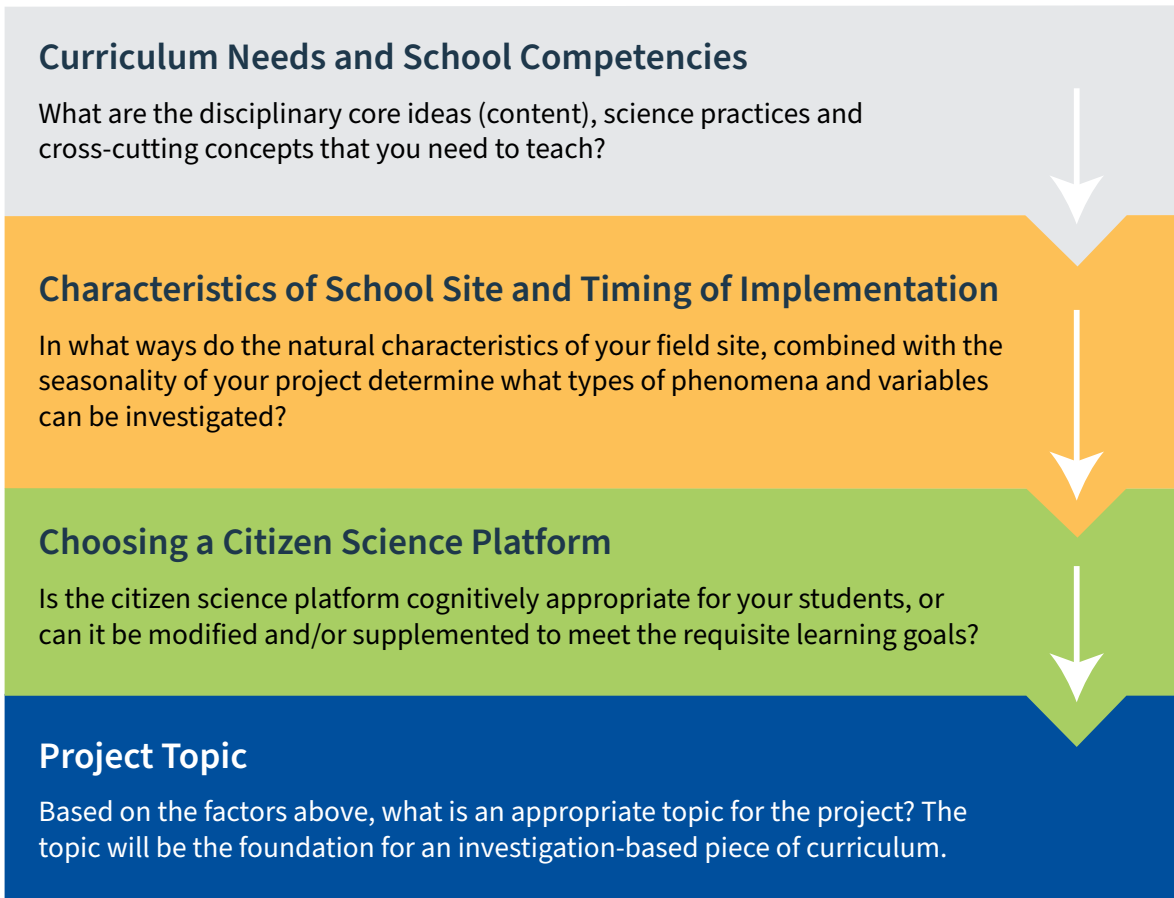 Curriculum Needs and School Competencies
What are the disciplinary core ideas (content), science practices and
cross-cutting concepts that you need to teach?
Characteristics of School Site and Timing of Implementation
In what ways do the natural characteristics of your field site, combined with the
seasonality of your project determine what types of phenomena and variables
can be investigated?
Choosing a Citizen Science Platform
Is the citizen science platform cognitively appropriate for your students, or
can it be modified and/or supplemented to meet the requisite learning goals?
Project Topic
Based on the factors above, what is an appropriate topic for the project? The
topic will be the foundation for an investigation-based piece of curriculum.